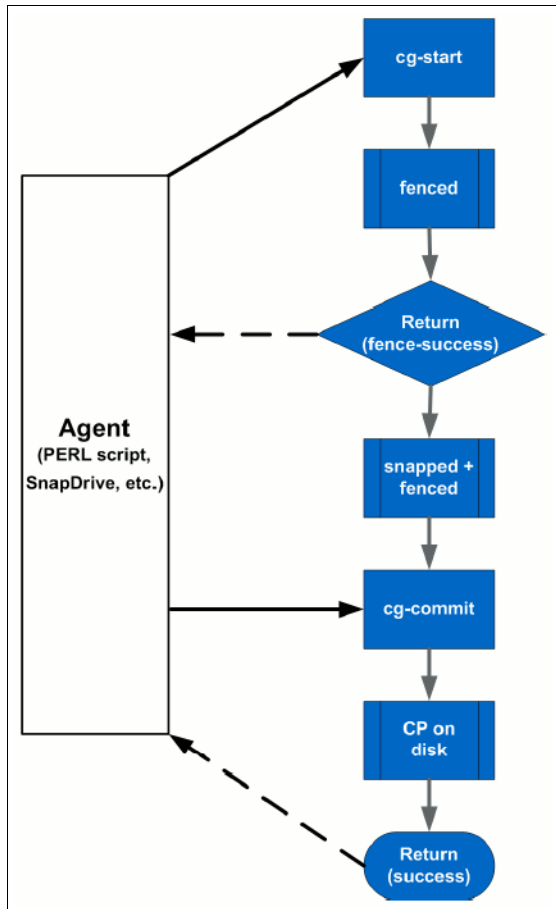 cg-start
fenced
Return
(fence-success)
Agent
(PERL script,
SnapDrive, etc.)
snapped +
fenced
cg-commit
CP on
disk
Return
(success)